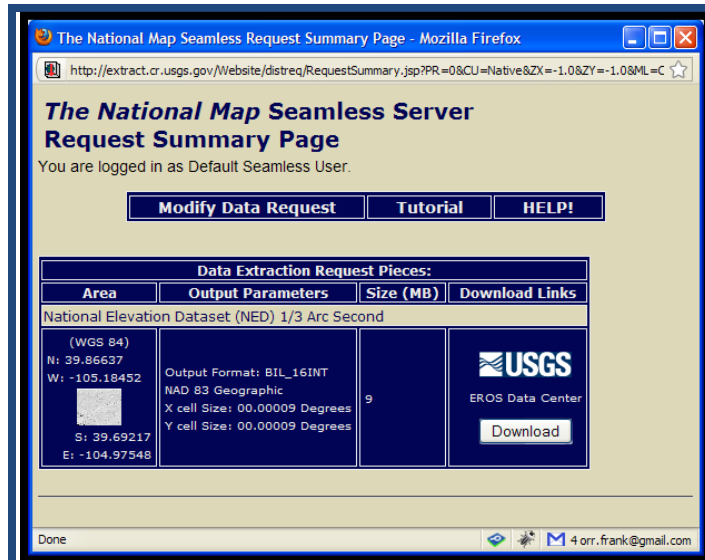 The National Map Seamless Request Summary Page - Mozilla Firefox
http://extract.cr.usgs.gov/Website/distreq/RequestSummary.jsp?PR=0&CU=Native&ZX=-1.0&ZY=-1.0&ML=C
The National Map Seamless Server
Request Summary Page
You are logged in as Default Seamless User.
Modify Data Request Tutorial HELP!
Data Extraction Request Pieces:
Area Output Parameters Size (MB) Download Links
National Elevation Dataset (NED) 1/3 Arc Second
(WGS 84)
N: 39.86637
W: -105.18452
S: 39.69217
E: -104.97548
Output Format: BIL_16INT
NAD 83 Geographic
X cell Size: 00.00009 Degrees
Y cell Size: 00.00009 Degrees
9
USGS
EROS Data Center
Download
Done
4 orr.frank@gmail.com